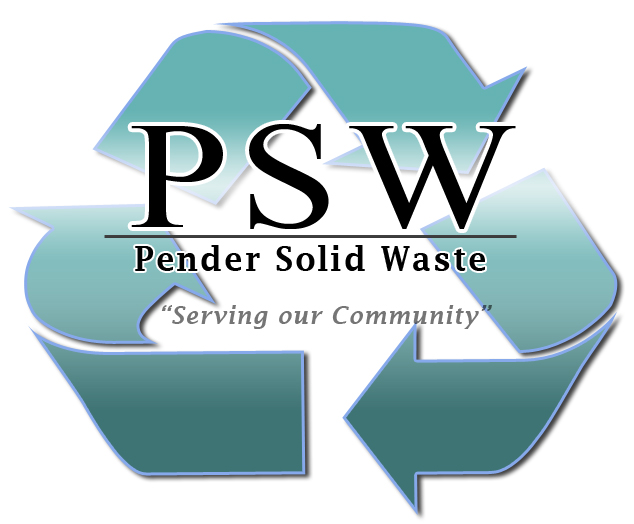 PSW
Pender Solid Waste
“Serving our Community”